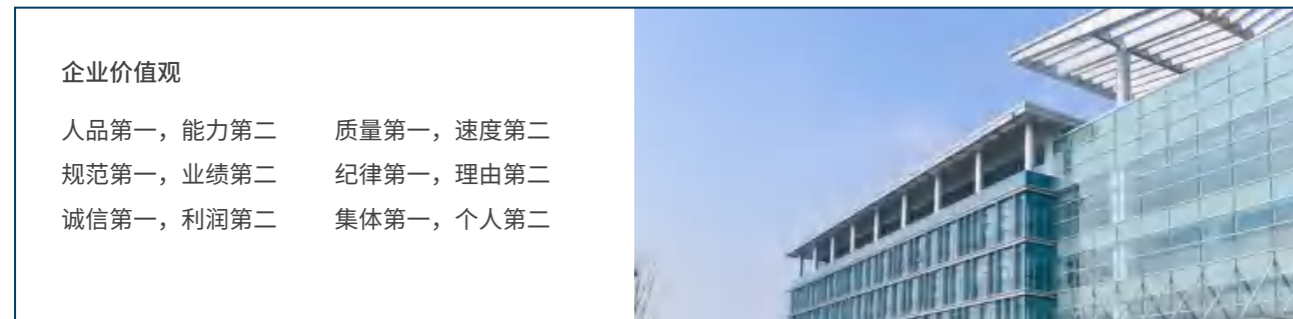 企业价值观
人品第一，能力第二 质量第一，速度第二
规范第一，业绩第二 纪律第一，理由第二
诚信第一，利润第二 集体第一，个人第二